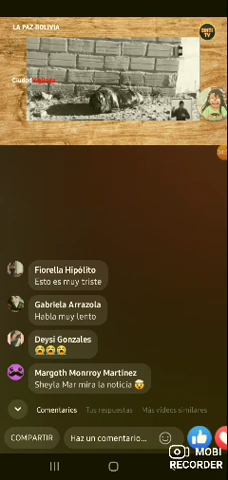 LA PAZ-BOLIVIA
Fiorella Hipólito
Esto es muy triste
Gabriela Arrazola
Habla muy lento
Deysi Gonzales
😭😭😭
Margoth Monrroy Martinez
Sheyla Mar mira la noticia 🤯
Comentarios Tus respuestas Más videos similares
COMPARTIR Haz un comentario...
MOBI
RECORDER